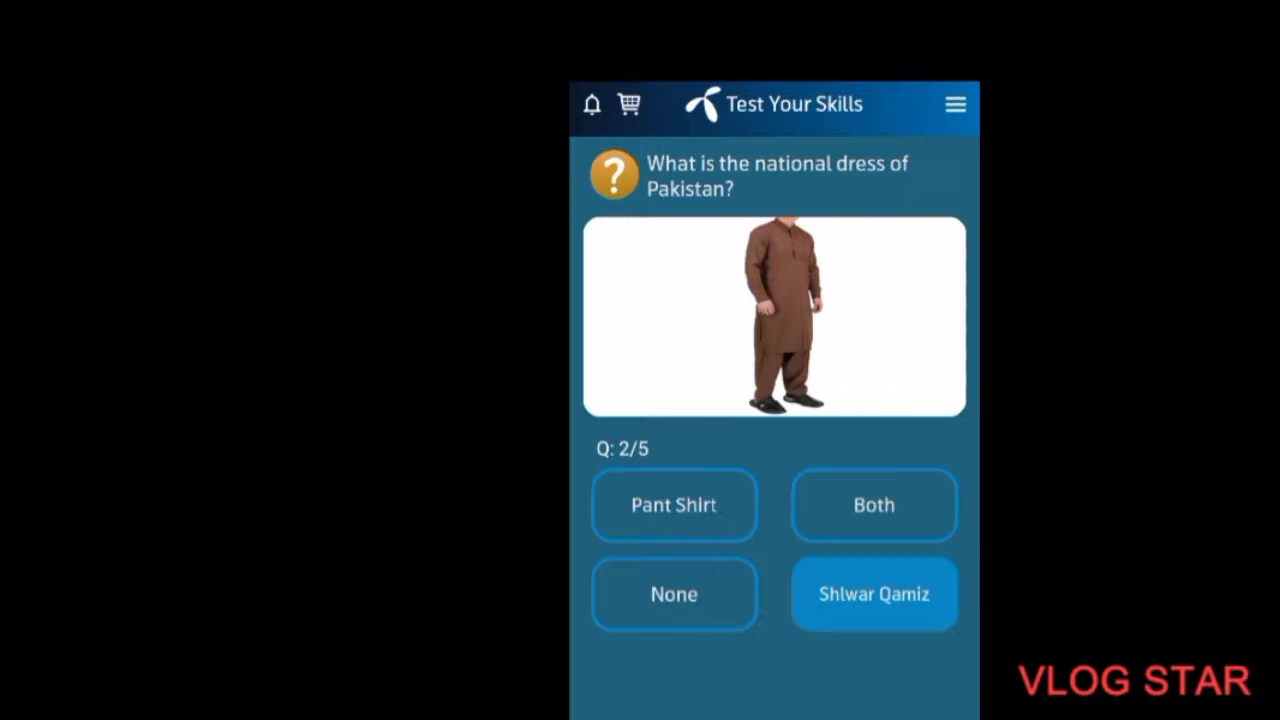 Test Your Skills
?
What is the national dress of
Pakistan?
Q: 2/5
Pant Shirt
Both
None
Shlwar Qamiz
VLOG STAR